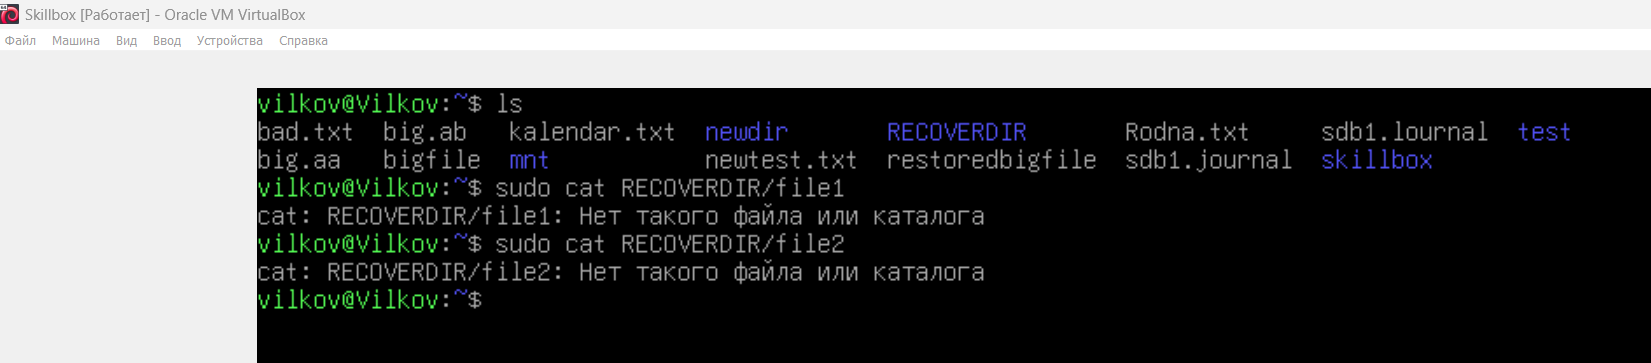 Skillbox [Работает] - Oracle VM VirtualBox
Файл Машина Вид Ввод Устройства Справка
vilkov@Vilkov:~$ ls
bad.txt big.ab kalendar.txt newdir RECOVERDIR Rodna.txt sdb1.lournal test
big.aa bigfile mnt newtest.txt restoredbigfile sdb1.journal skillbox
vilkov@Vilkov:~$ sudo cat RECOVERDIR/file1
cat: RECOVERDIR/file1: Нет такого файла или каталога
vilkov@Vilkov:~$ sudo cat RECOVERDIR/file2
cat: RECOVERDIR/file2: Нет такого файла или каталога
vilkov@Vilkov:~$